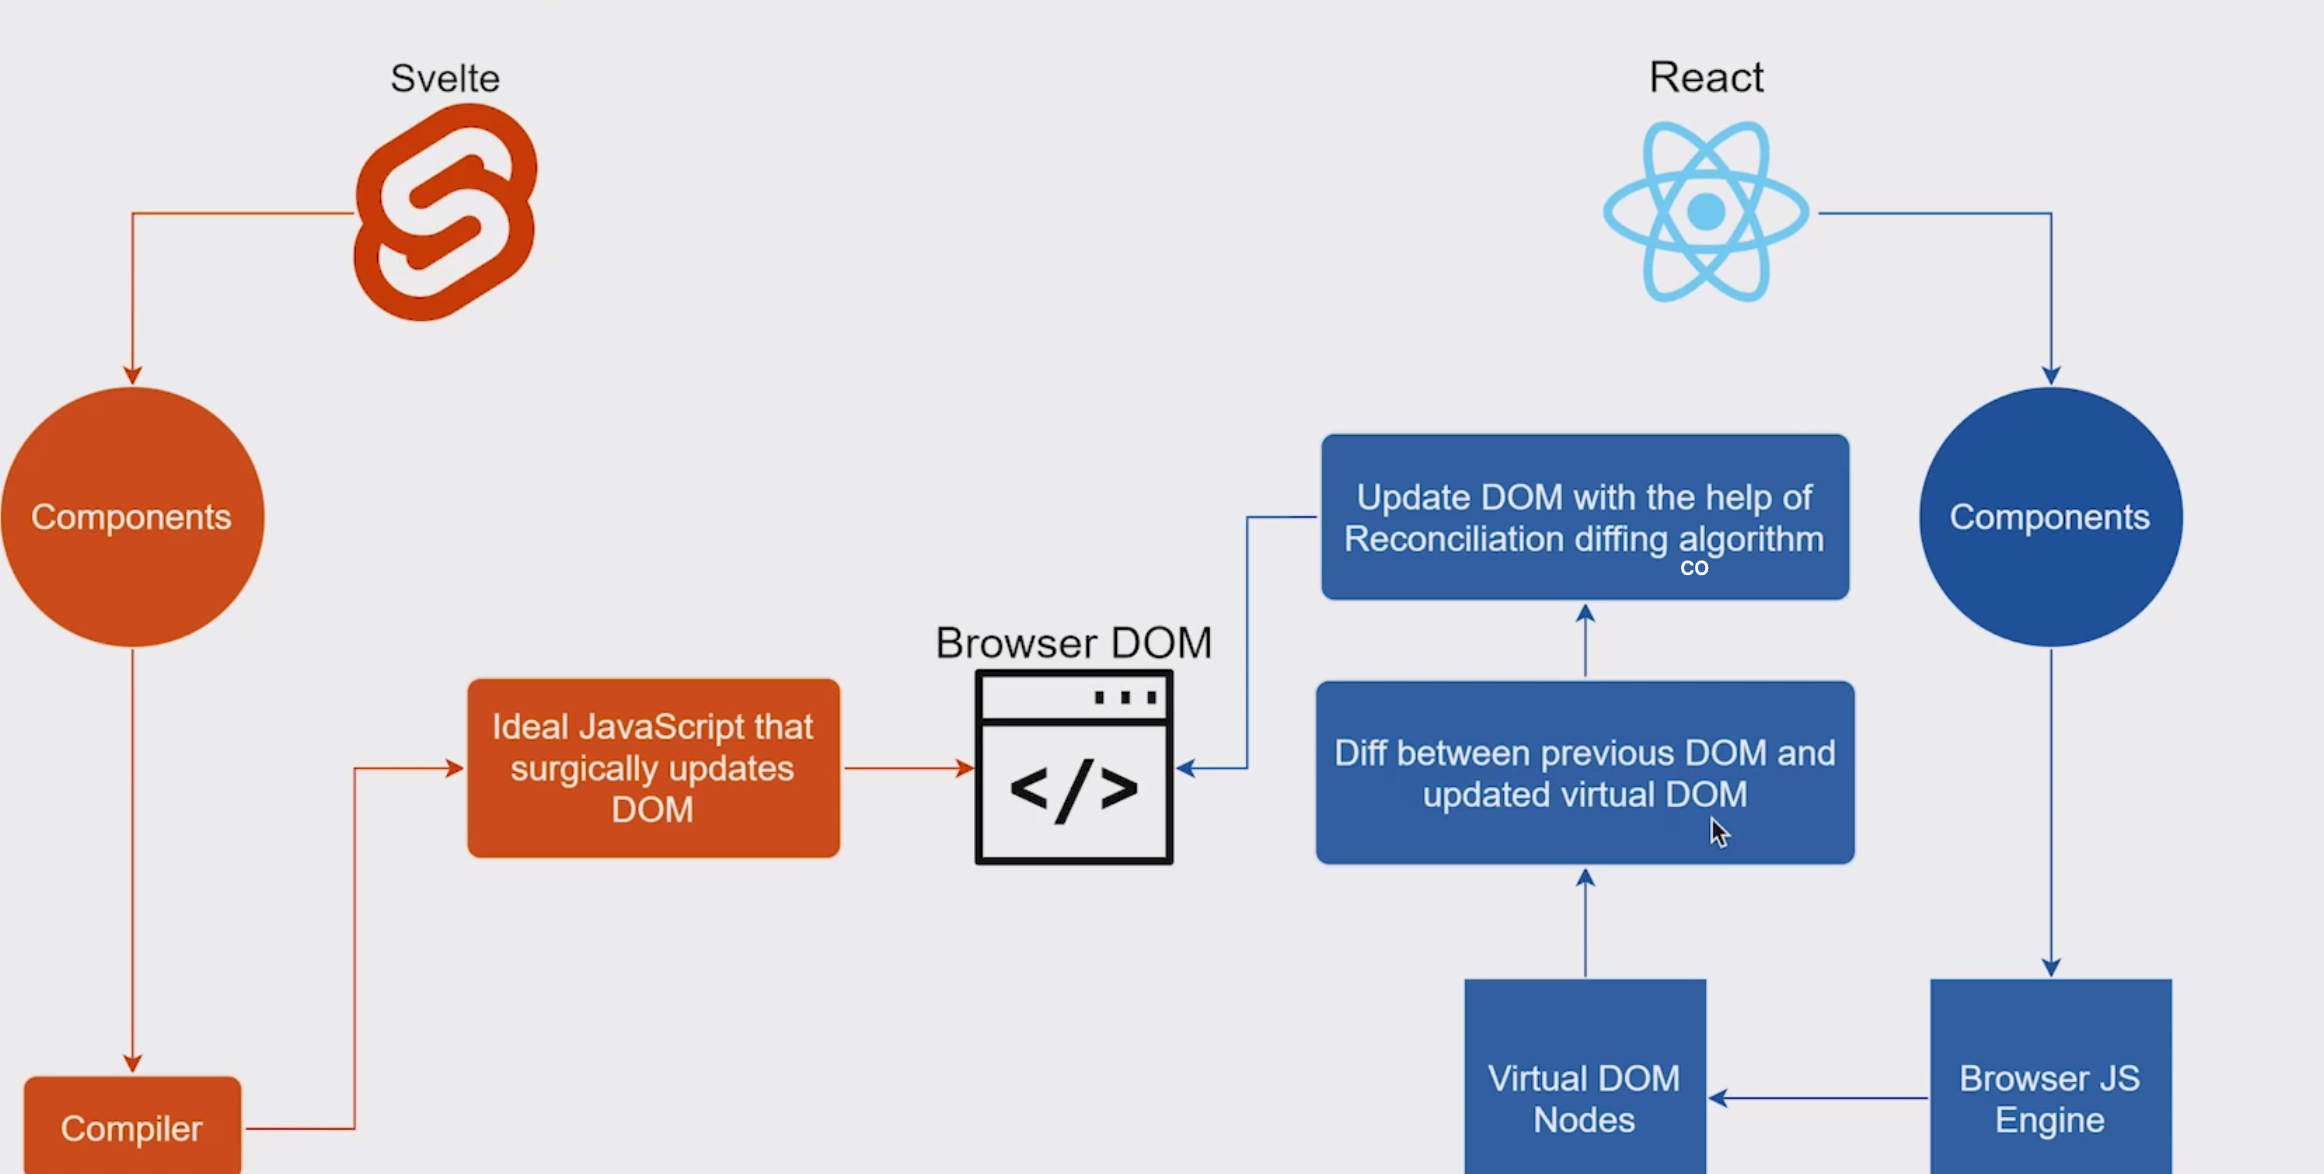 Svelte
React
Components
Update DOM with the help of
Reconciliation diffing algorithm
co
Components
Browser DOM
Ideal JavaScript that
surgically updates
DOM
</>
Diff between previous DOM and
updated virtual DOM
Compiler
Virtual DOM
Nodes
Browser JS
Engine